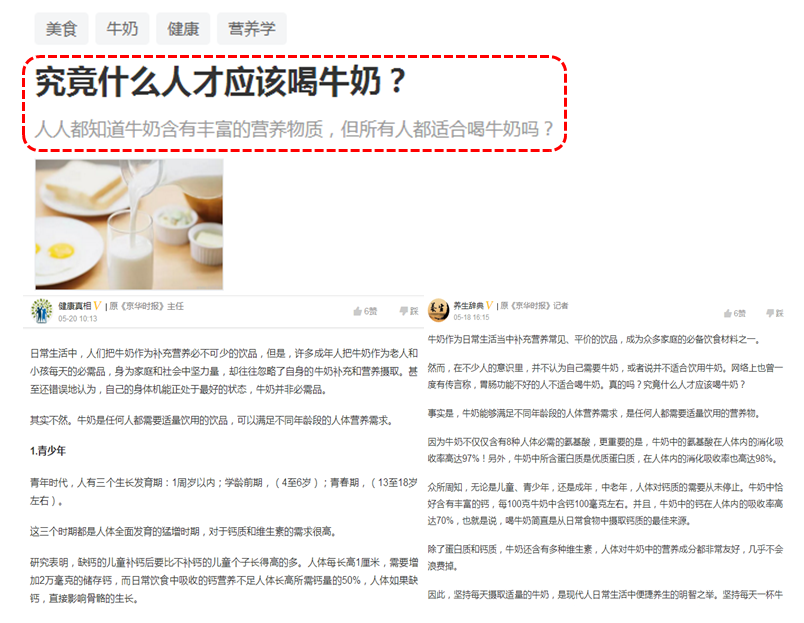 美食 牛奶 健康 营养学
究竟什么人才应该喝牛奶？
人人都知道牛奶含有丰富的营养物质，但所有人都适合喝牛奶吗？
健康真相 V | 原《京华时报》主任
05-20 10:13
6赞 踩
日常生活中，人们把牛奶作为补充营养必不可少的饮品，但是，许多成年人把牛奶作为老人和
小孩每天的必需品，身为家庭和社会中坚力量，却往往忽略了自身的牛奶补充和营养摄取。甚
至还错误地认为，自己的身体机能正处于最好的状态，牛奶并非必需品。
其实不然。牛奶是任何人都需要适量饮用的饮品，可以满足不同年龄段的人体营养需求。
1.青少年
青年时代，人有三个生长发育期：1周岁以内；学龄前期，（4至6岁）；青春期，（13至18岁
左右）。
这三个时期都是人体全面发育的猛增时期，对于钙质和维生素的需求很高。
研究表明，缺钙的儿童补钙后要比不补钙的儿童个子长得高的多。人体每长高1厘米，需要增
加2万毫克的储存钙，而日常饮食中吸收的钙营养不足人体长高所需钙量的50%，人体如果缺
钙，直接影响骨骼的生长。
养生辞典 V | 原《京华时报》记者
05-18 16:15
6赞 踩
牛奶作为日常生活当中补充营养常见、平价的饮品，成为众多家庭的必备饮食材料之一。
然而，在不少人的意识里，并不认为自己需要牛奶，或者说并不适合饮用牛奶。网络上也曾一
度有传言称，胃肠功能不好的人不适合喝牛奶。真的吗？究竟什么人才应该喝牛奶？
事实是，牛奶能够满足不同年龄段的人体营养需求，是任何人都需要适量饮用的营养物。
因为牛奶不仅仅含有8种人体必需的氨基酸，更重要的是，牛奶中的氨基酸在人体内的消化吸
收率高达97%！另外，牛奶中所含蛋白质是优质蛋白质，在人体内的消化吸收率也高达98%。
众所周知，无论是儿童、青少年，还是成年，中老年，人体对钙质的需要从未停止。牛奶中恰
好含有丰富的钙，每100克牛奶中含钙100毫克左右。并且，牛奶中的钙在人体内的吸收率高
达70%，也就是说，喝牛奶简直是从日常食物中摄取钙质的最佳来源。
除了蛋白质和钙质，牛奶还含有多种维生素，人体对牛奶中的营养成分都非常友好，几乎不会
浪费掉。
因此，坚持每天摄取适量的牛奶，是现代人日常生活中便捷养生的明智之举。坚持每天一杯牛